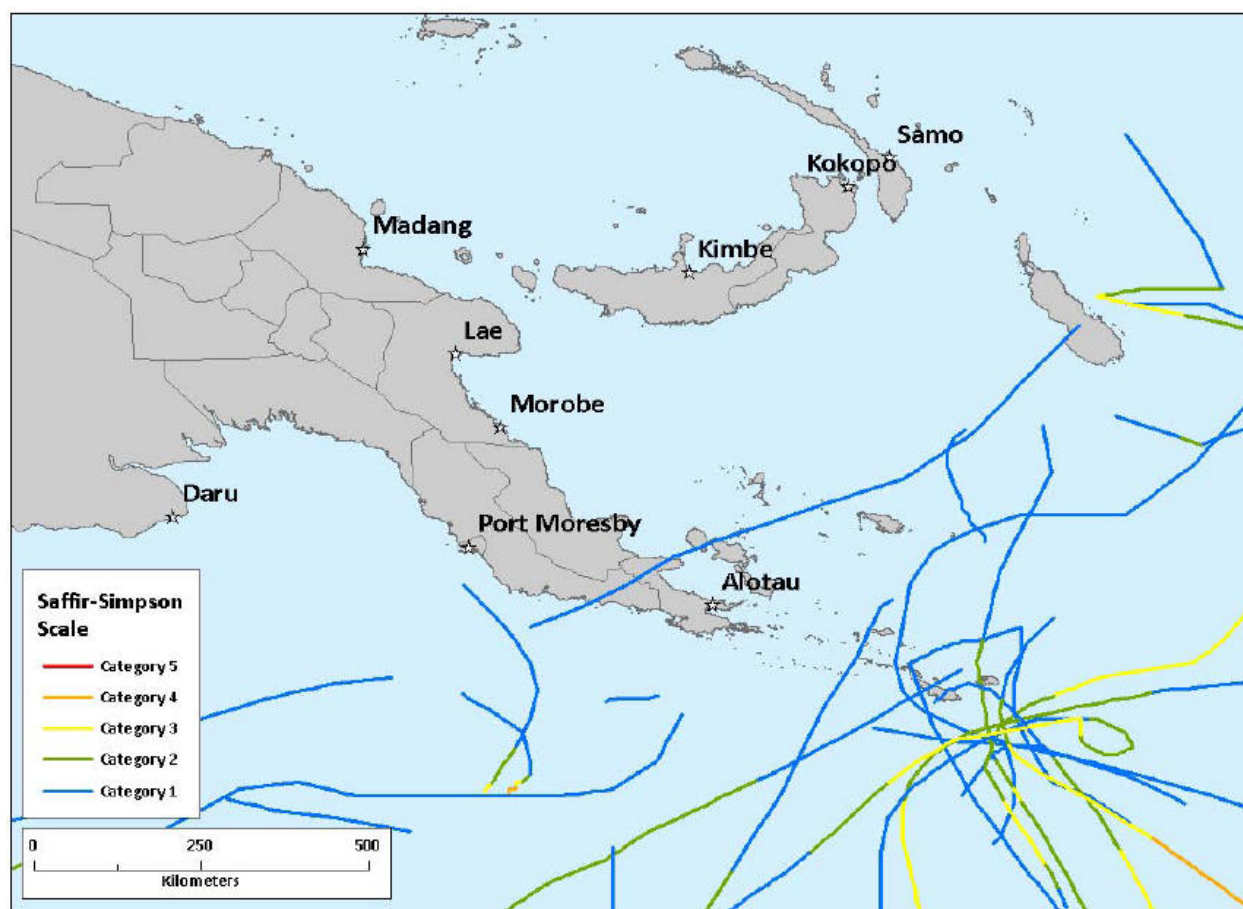 Samo
Kokopo
Madang
Kimbe
Lae
Morobe
Daru
Port Moresby
Alotau
Saffir-Simpson
Scale
Category 5
Category 4
Category 3
Category 2
Category 1
0 250 500
Kilometers